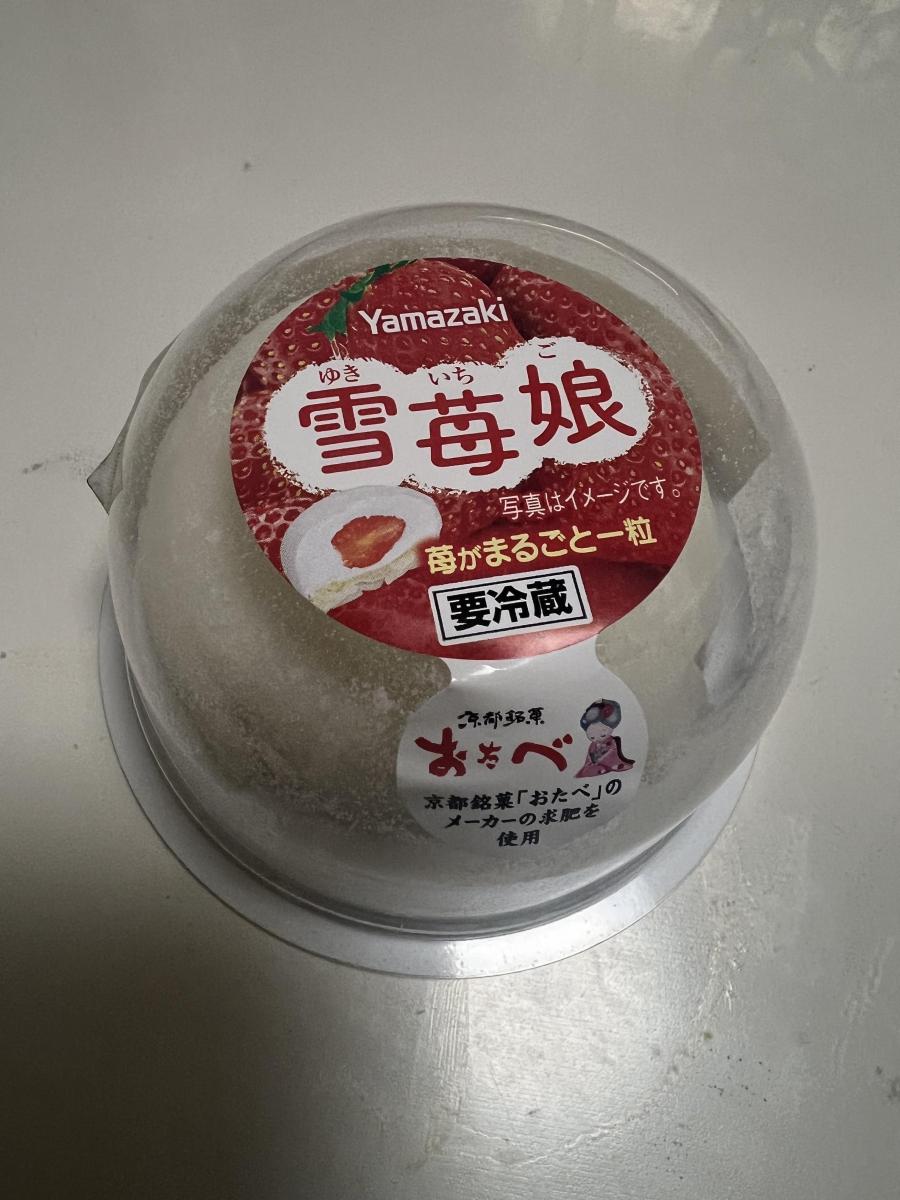 Yamazaki
ゆき いち ご
雪苺娘
写真はイメージです。
苺がまるごと一粒
要冷蔵
京都銘菓
おたべ
京都銘菓「おたべ」の
メーカーの求肥を
使用